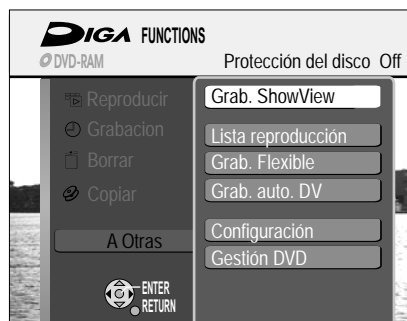 DIGA FUNCTIONS
DVD-RAM
Protección del disco Off
Reproducir
Grabacion
Borrar
Copiar
A Otras
ENTER
RETURN
Grab. ShowView
Lista reproducción
Grab. Flexible
Grab. auto. DV
Configuración
Gestión DVD